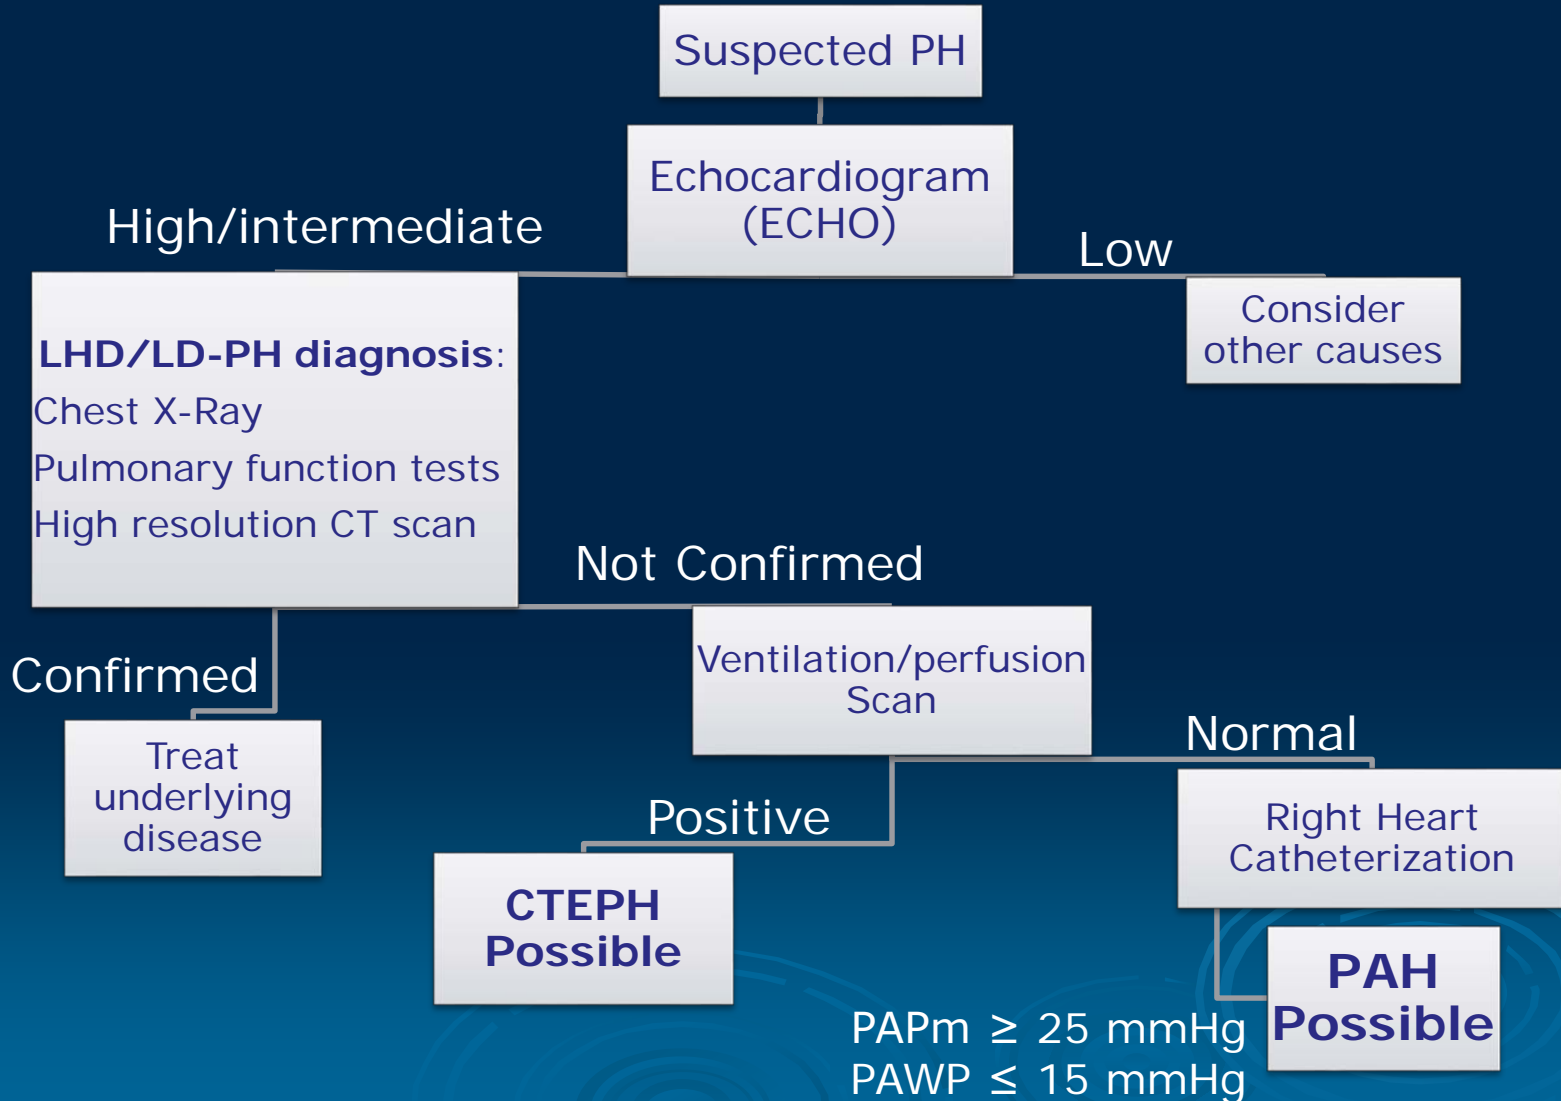 Suspected PH
Echocardiogram
(ECHO)
High/intermediate
Low
Consider
other causes
LHD/LD-PH diagnosis:
Chest X-Ray
Pulmonary function tests
High resolution CT scan
Not Confirmed
Confirmed
Ventilation/perfusion
Scan
Treat
underlying
disease
Normal
Positive
Right Heart
Catheterization
CTEPH
Possible
PAH
Possible
PAPm ≥ 25 mmHg
PAWP ≤ 15 mmHg